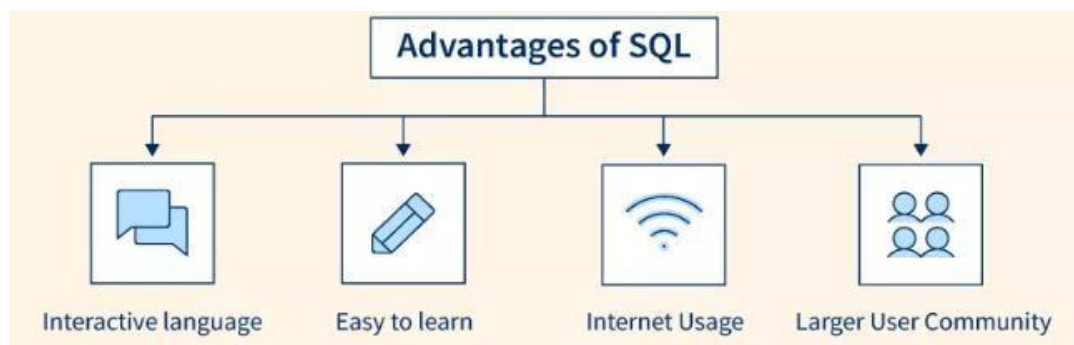 Advantages of SQL
Interactive language
Easy to learn
Internet Usage
Larger User Community